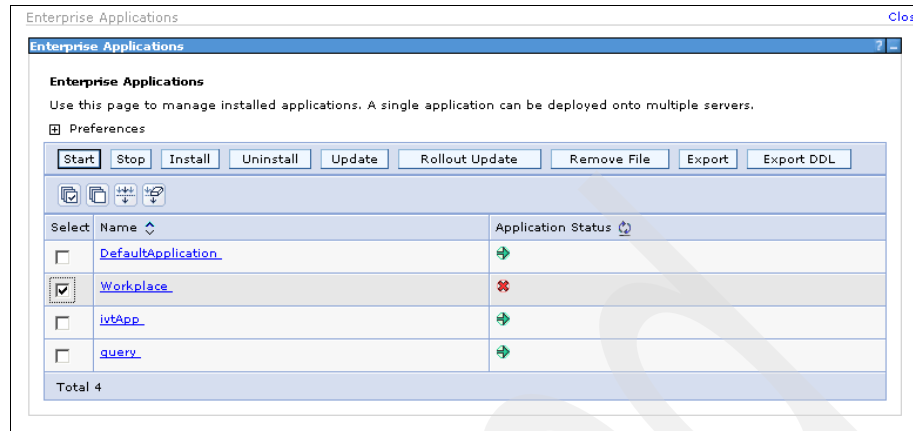 Enterprise Applications Clos
Enterprise Applications ? -
Enterprise Applications
Use this page to manage installed applications. A single application can be deployed onto multiple servers.
Preferences
Start Stop Install Uninstall Update Rollout Update Remove File Export Export DDL
Select Name Application Status
DefaultApplication
Workplace
ivtApp
query
Total 4